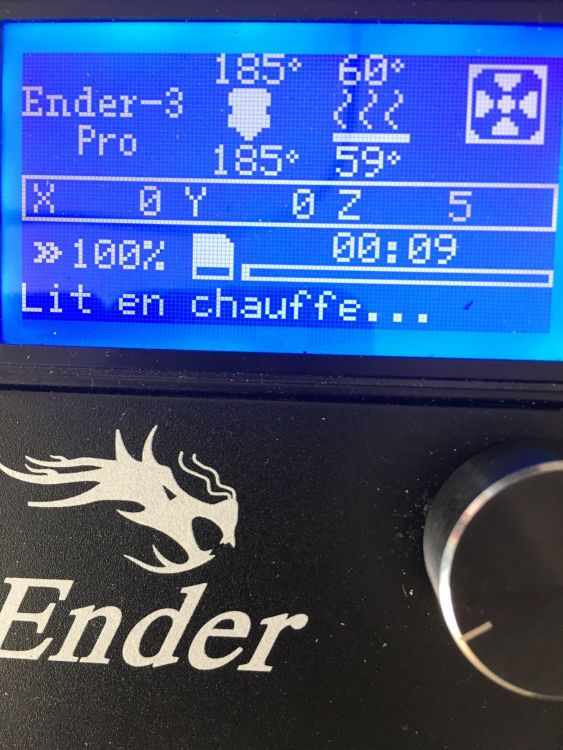 185° 60°
Ender-3
Pro
185° 59°
X 0 Y 0 Z 5
»100% 00:09
Lit en chauffe...
Ender